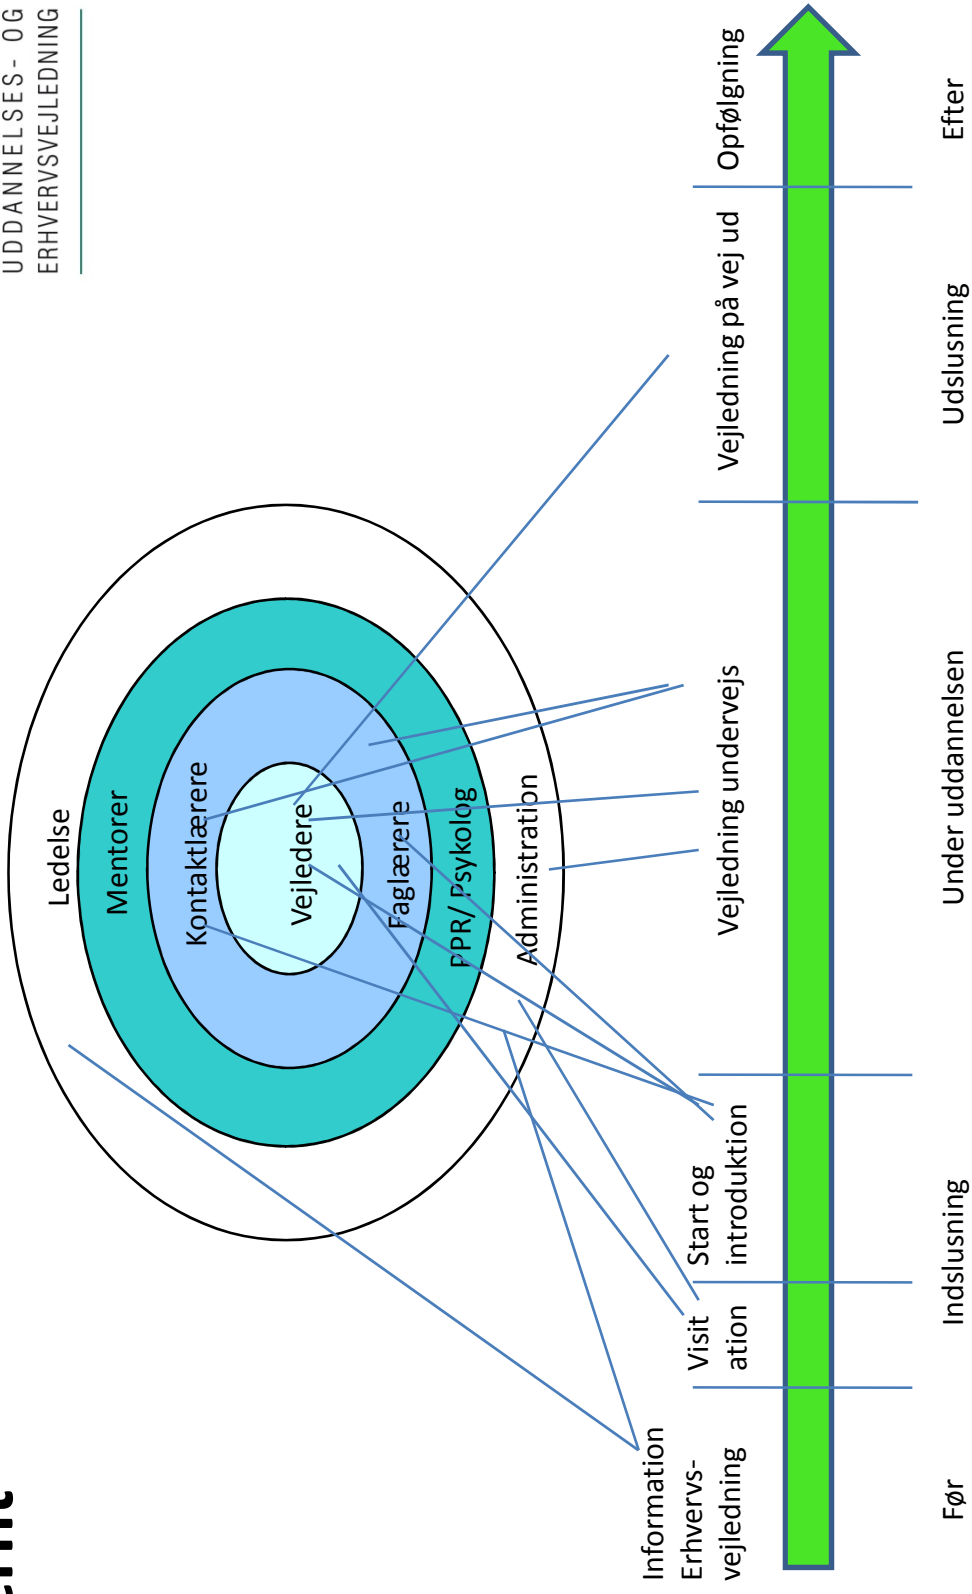 UDDANNELSES- OG
ERHVERVSVEJLEDNING
Ledelse
Mentorer
Kontaktlærere
Vejledere
Faglærere
PPR/ Psykolog
Administration
Information
Erhvervs-
vejledning
Visit
ation
Start og
introduktion
Vejledning undervejs
Vejledning på vej ud
Opfølgning
Før
Indslusning
Under uddannelsen
Udslusning
Efter